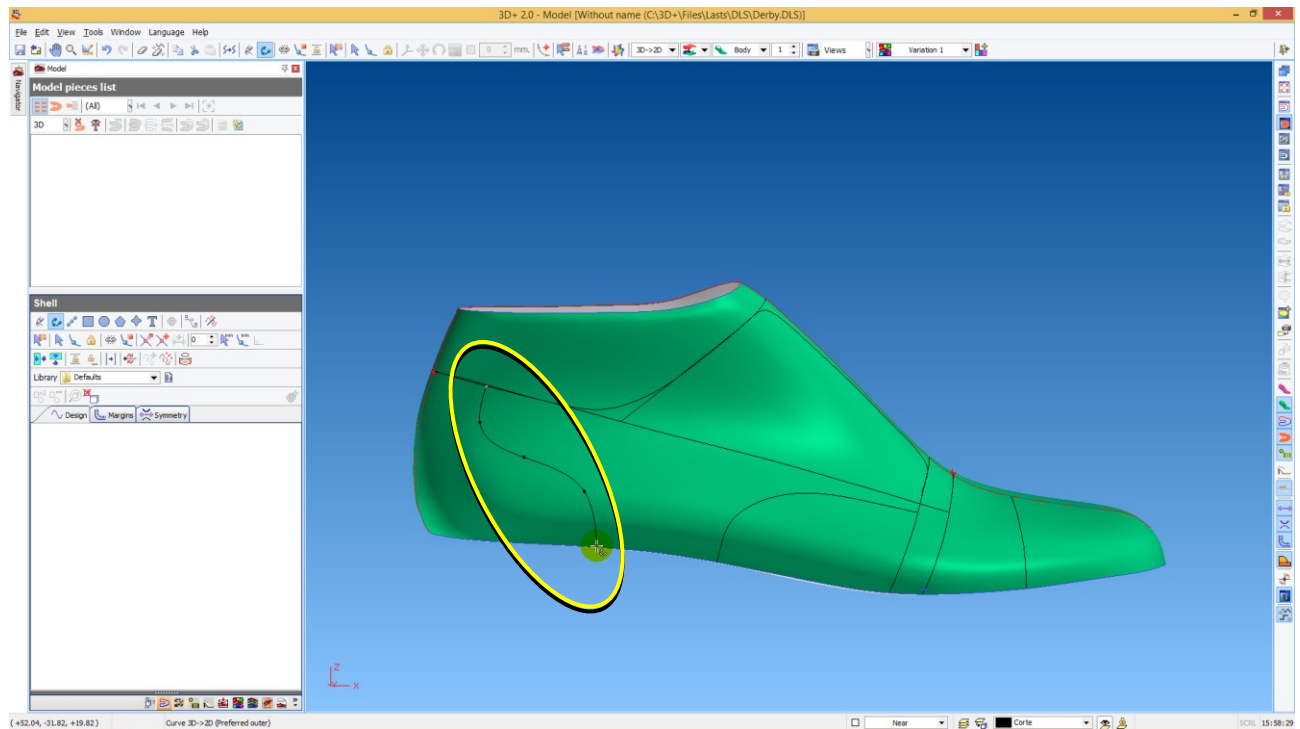 3D+ 2.0 - Model [Without name (C:\3D+\Files\Lasts\DLS\Derby.DLS)]
File Edit View Tools Window Language Help
0 mm. 3D->2D Body 1 Views Variation 1
Navigator
Model
Model pieces list
(All)
3D
Shell
T
0
Library Defaults
Design Margins Symmetry
Z
Y X
(+52.04, -31.82, +19.82) Curve 3D->2D (Preferred outer) Near Corte SCRL 15:58:29